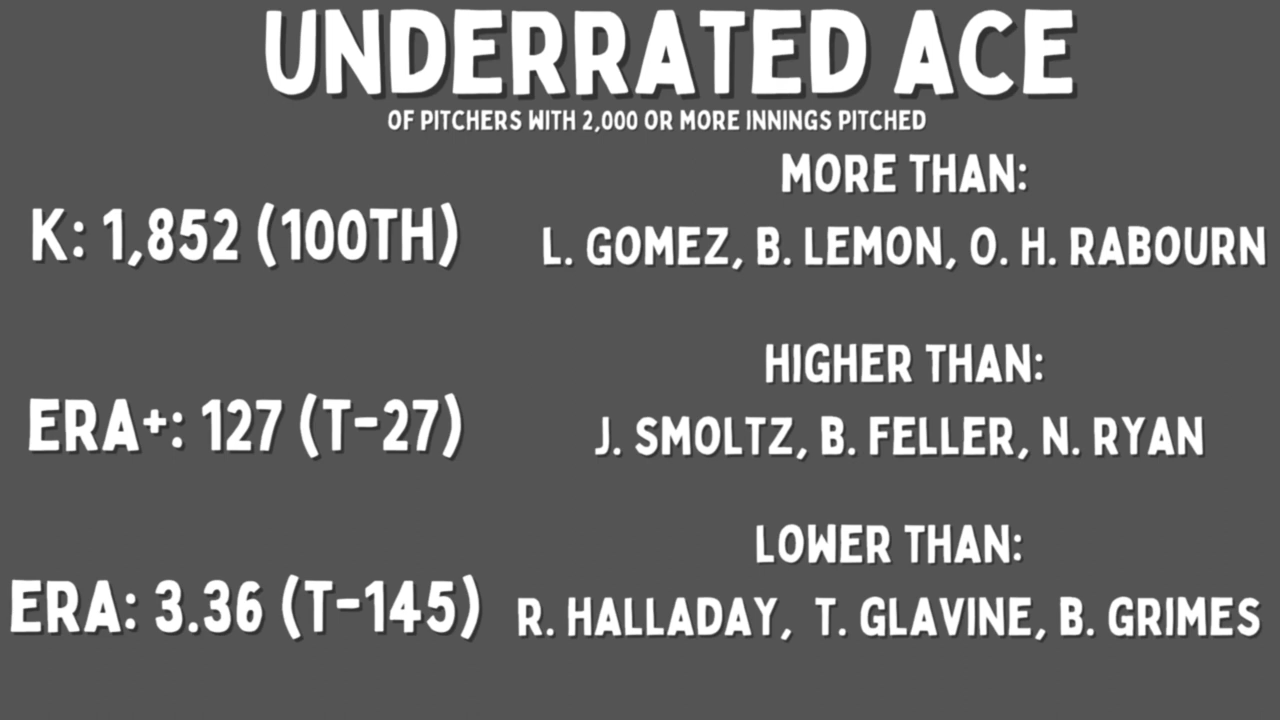 UNDERRATED ACE
OF PITCHERS WITH 2,000 OR MORE INNINGS PITCHED
K: 1,852 (100TH)
MORE THAN:
L. GOMEZ, B. LEMON, O. H. RABOURN
ERA+: 127 (T-27)
HIGHER THAN:
J. SMOLTZ, B. FELLER, N. RYAN
ERA: 3.36 (T-145)
LOWER THAN:
R. HALLADAY, T. GLAVINE, B. GRIMES